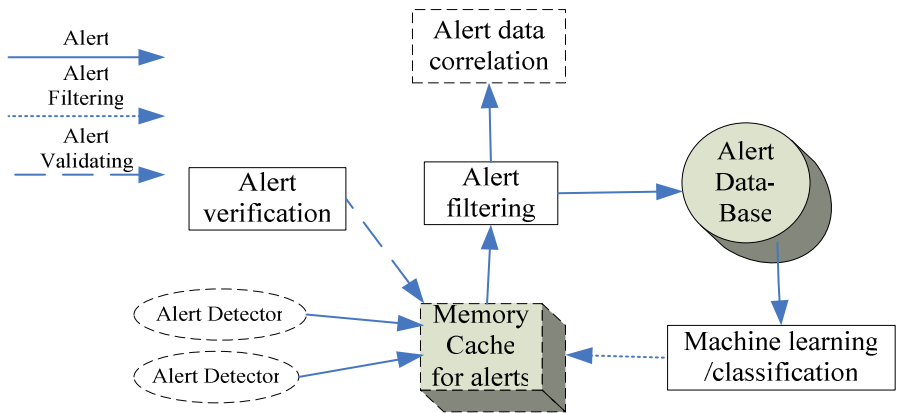 Alert
Alert
Filtering
Alert
Validating
Alert data
correlation
Alert
verification
Alert
filtering
Alert
Data-
Base
Alert Detector
Alert Detector
Memory
Cache
for alerts
Machine learning
/classification